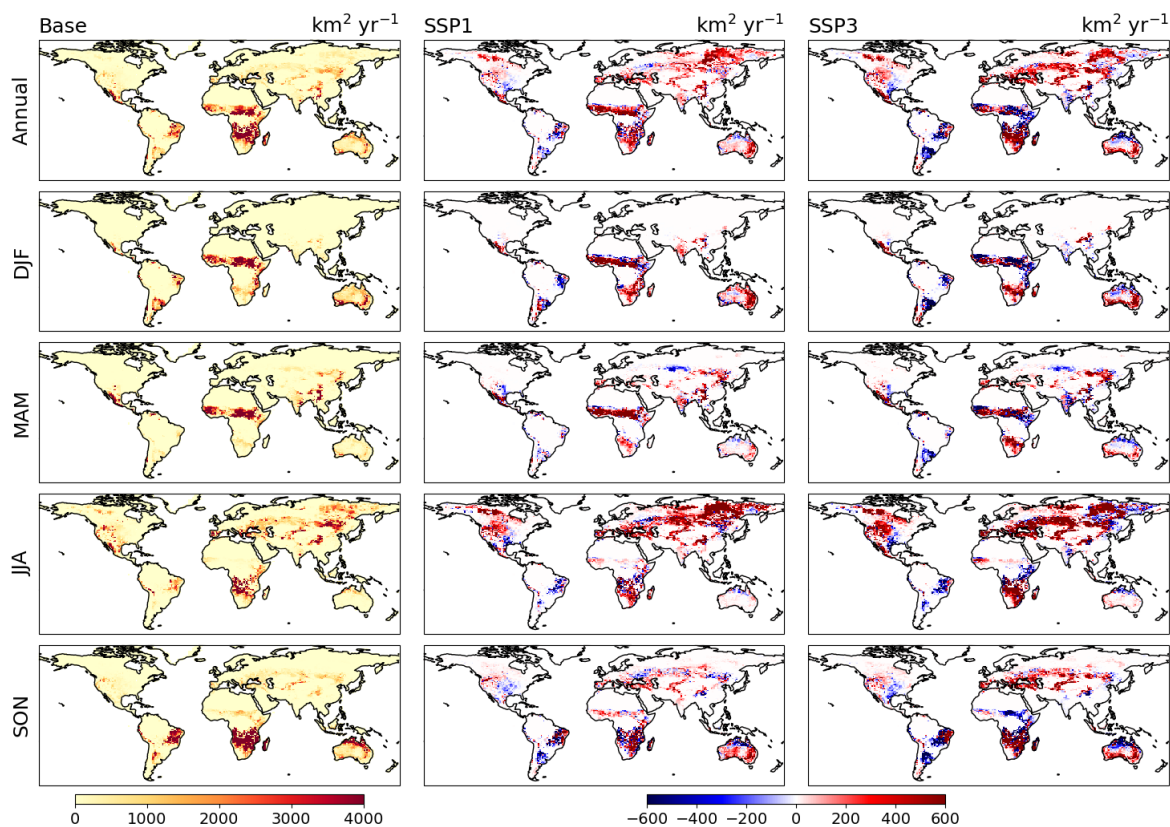 Base km² yr⁻¹ SSP1 km² yr⁻¹ SSP3 km² yr⁻¹
Annual
DJF
MAM
JJA
SON
0 1000 2000 3000 4000 −600 −400 −200 0 200 400 600